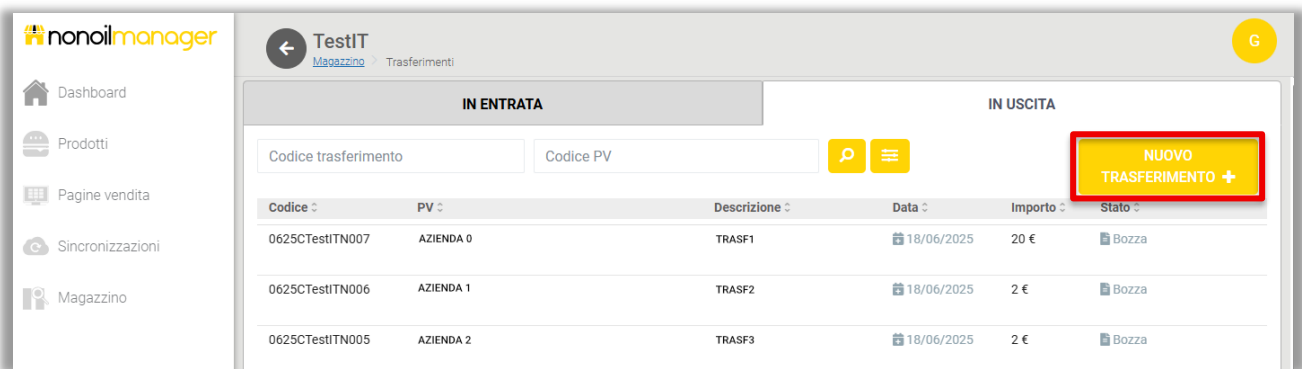 nonoilmanager
TestIT
Magazzino > Trasferimenti
G
Dashboard
Prodotti
Pagine vendita
Sincronizzazioni
Magazzino
IN ENTRATA
IN USCITA
Codice trasferimento
Codice PV
NUOVO
TRASFERIMENTO +
Codice PV Descrizione Data Importo Stato
0625CTestITN007 AZIENDA 0 TRASF1 18/06/2025 20 € Bozza
0625CTestITN006 AZIENDA 1 TRASF2 18/06/2025 2 € Bozza
0625CTestITN005 AZIENDA 2 TRASF3 18/06/2025 2 € Bozza